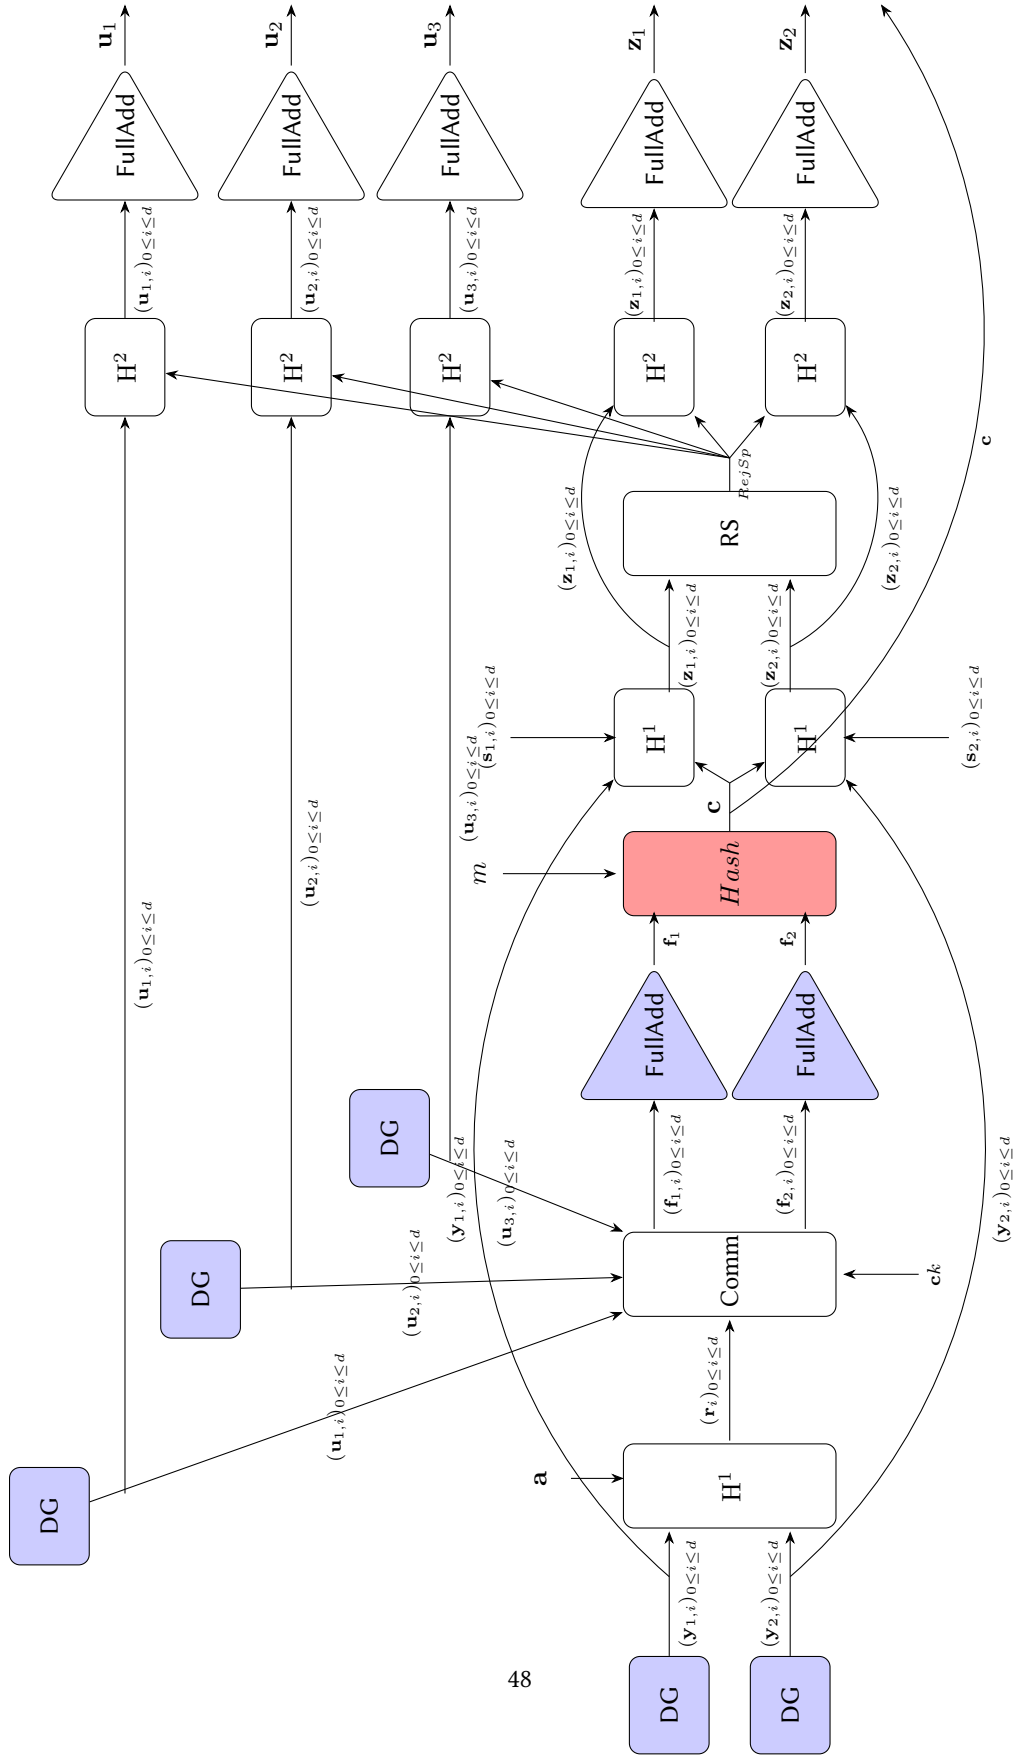 DG
DG
DG
DG
DG
(𝐮₁,ᵢ)₀≤ᵢ≤d
(𝐮₁,ᵢ)₀≤ᵢ≤d
H²
(𝐮₁,ᵢ)₀≤ᵢ≤d
FullAdd
𝐮₁
(𝐮₂,ᵢ)₀≤ᵢ≤d
(𝐮₂,ᵢ)₀≤ᵢ≤d
H²
(𝐮₂,ᵢ)₀≤ᵢ≤d
FullAdd
𝐮₂
(𝐮₃,ᵢ)₀≤ᵢ≤d
(𝐮₃,ᵢ)₀≤ᵢ≤d
H²
(𝐮₃,ᵢ)₀≤ᵢ≤d
FullAdd
𝐮₃
(𝐲₁,ᵢ)₀≤ᵢ≤d
(𝐲₁,ᵢ)₀≤ᵢ≤d
(𝐲₂,ᵢ)₀≤ᵢ≤d
(𝐲₂,ᵢ)₀≤ᵢ≤d
𝐚
H¹
(𝐫ᵢ)₀≤ᵢ≤d
Comm
𝐜k
(𝐟₁,ᵢ)₀≤ᵢ≤d
(𝐟₂,ᵢ)₀≤ᵢ≤d
FullAdd
FullAdd
𝐟₁
𝐟₂
m
Hash
𝐜
(𝐬₁,ᵢ)₀≤ᵢ≤d
(𝐬₂,ᵢ)₀≤ᵢ≤d
H¹
H¹
(𝐳₁,ᵢ)₀≤ᵢ≤d
(𝐳₂,ᵢ)₀≤ᵢ≤d
(𝐳₁,ᵢ)₀≤ᵢ≤d
(𝐳₂,ᵢ)₀≤ᵢ≤d
RS
RejSp
𝐜
H²
H²
(𝐳₁,ᵢ)₀≤ᵢ≤d
(𝐳₂,ᵢ)₀≤ᵢ≤d
FullAdd
FullAdd
𝐳₁
𝐳₂
48